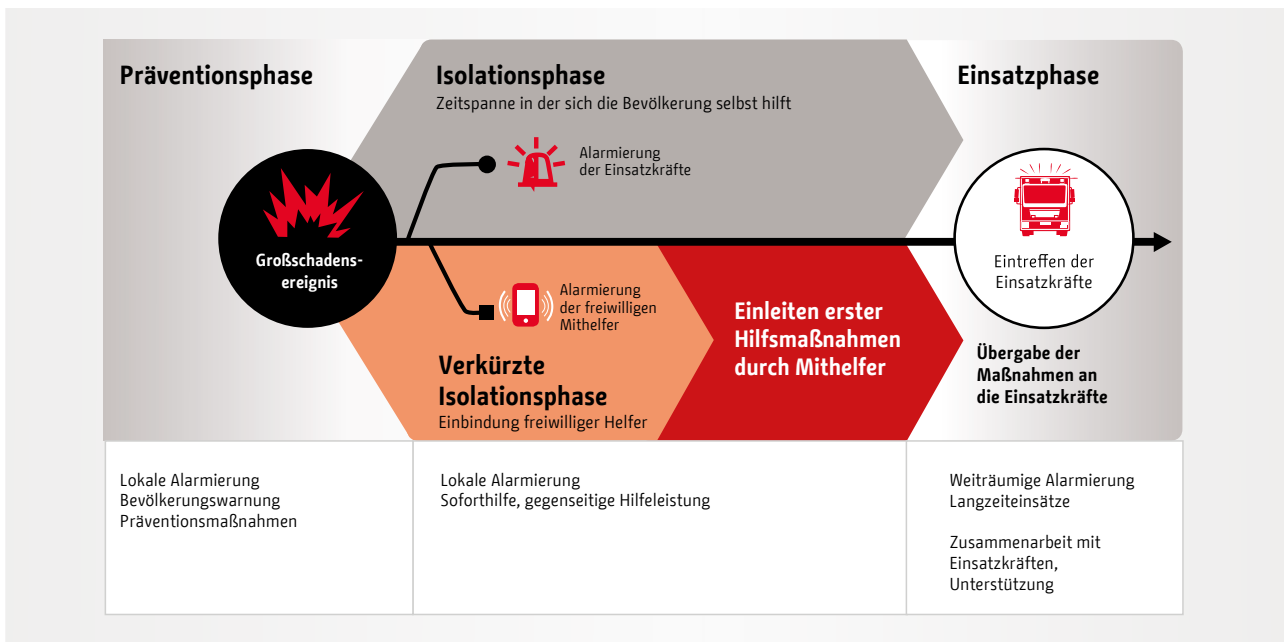 Präventionsphase
Isolationsphase
Zeitspanne in der sich die Bevölkerung selbst hilft
Einsatzphase
Alarmierung
der Einsatzkräfte
Großschadens-
ereignis
Eintreffen der
Einsatzkräfte
Alarmierung
der freiwilligen
Mithelfer
Verkürzte
Isolationsphase
Einbindung freiwilliger Helfer
Einleiten erster
Hilfsmaßnahmen
durch Mithelfer
Übergabe der
Maßnahmen an
die Einsatzkräfte
Lokale Alarmierung
Bevölkerungswarnung
Präventionsmaßnahmen
Lokale Alarmierung
Soforthilfe, gegenseitige Hilfeleistung
Weiträumige Alarmierung
Langzeiteinsätze
Zusammenarbeit mit
Einsatzkräften,
Unterstützung